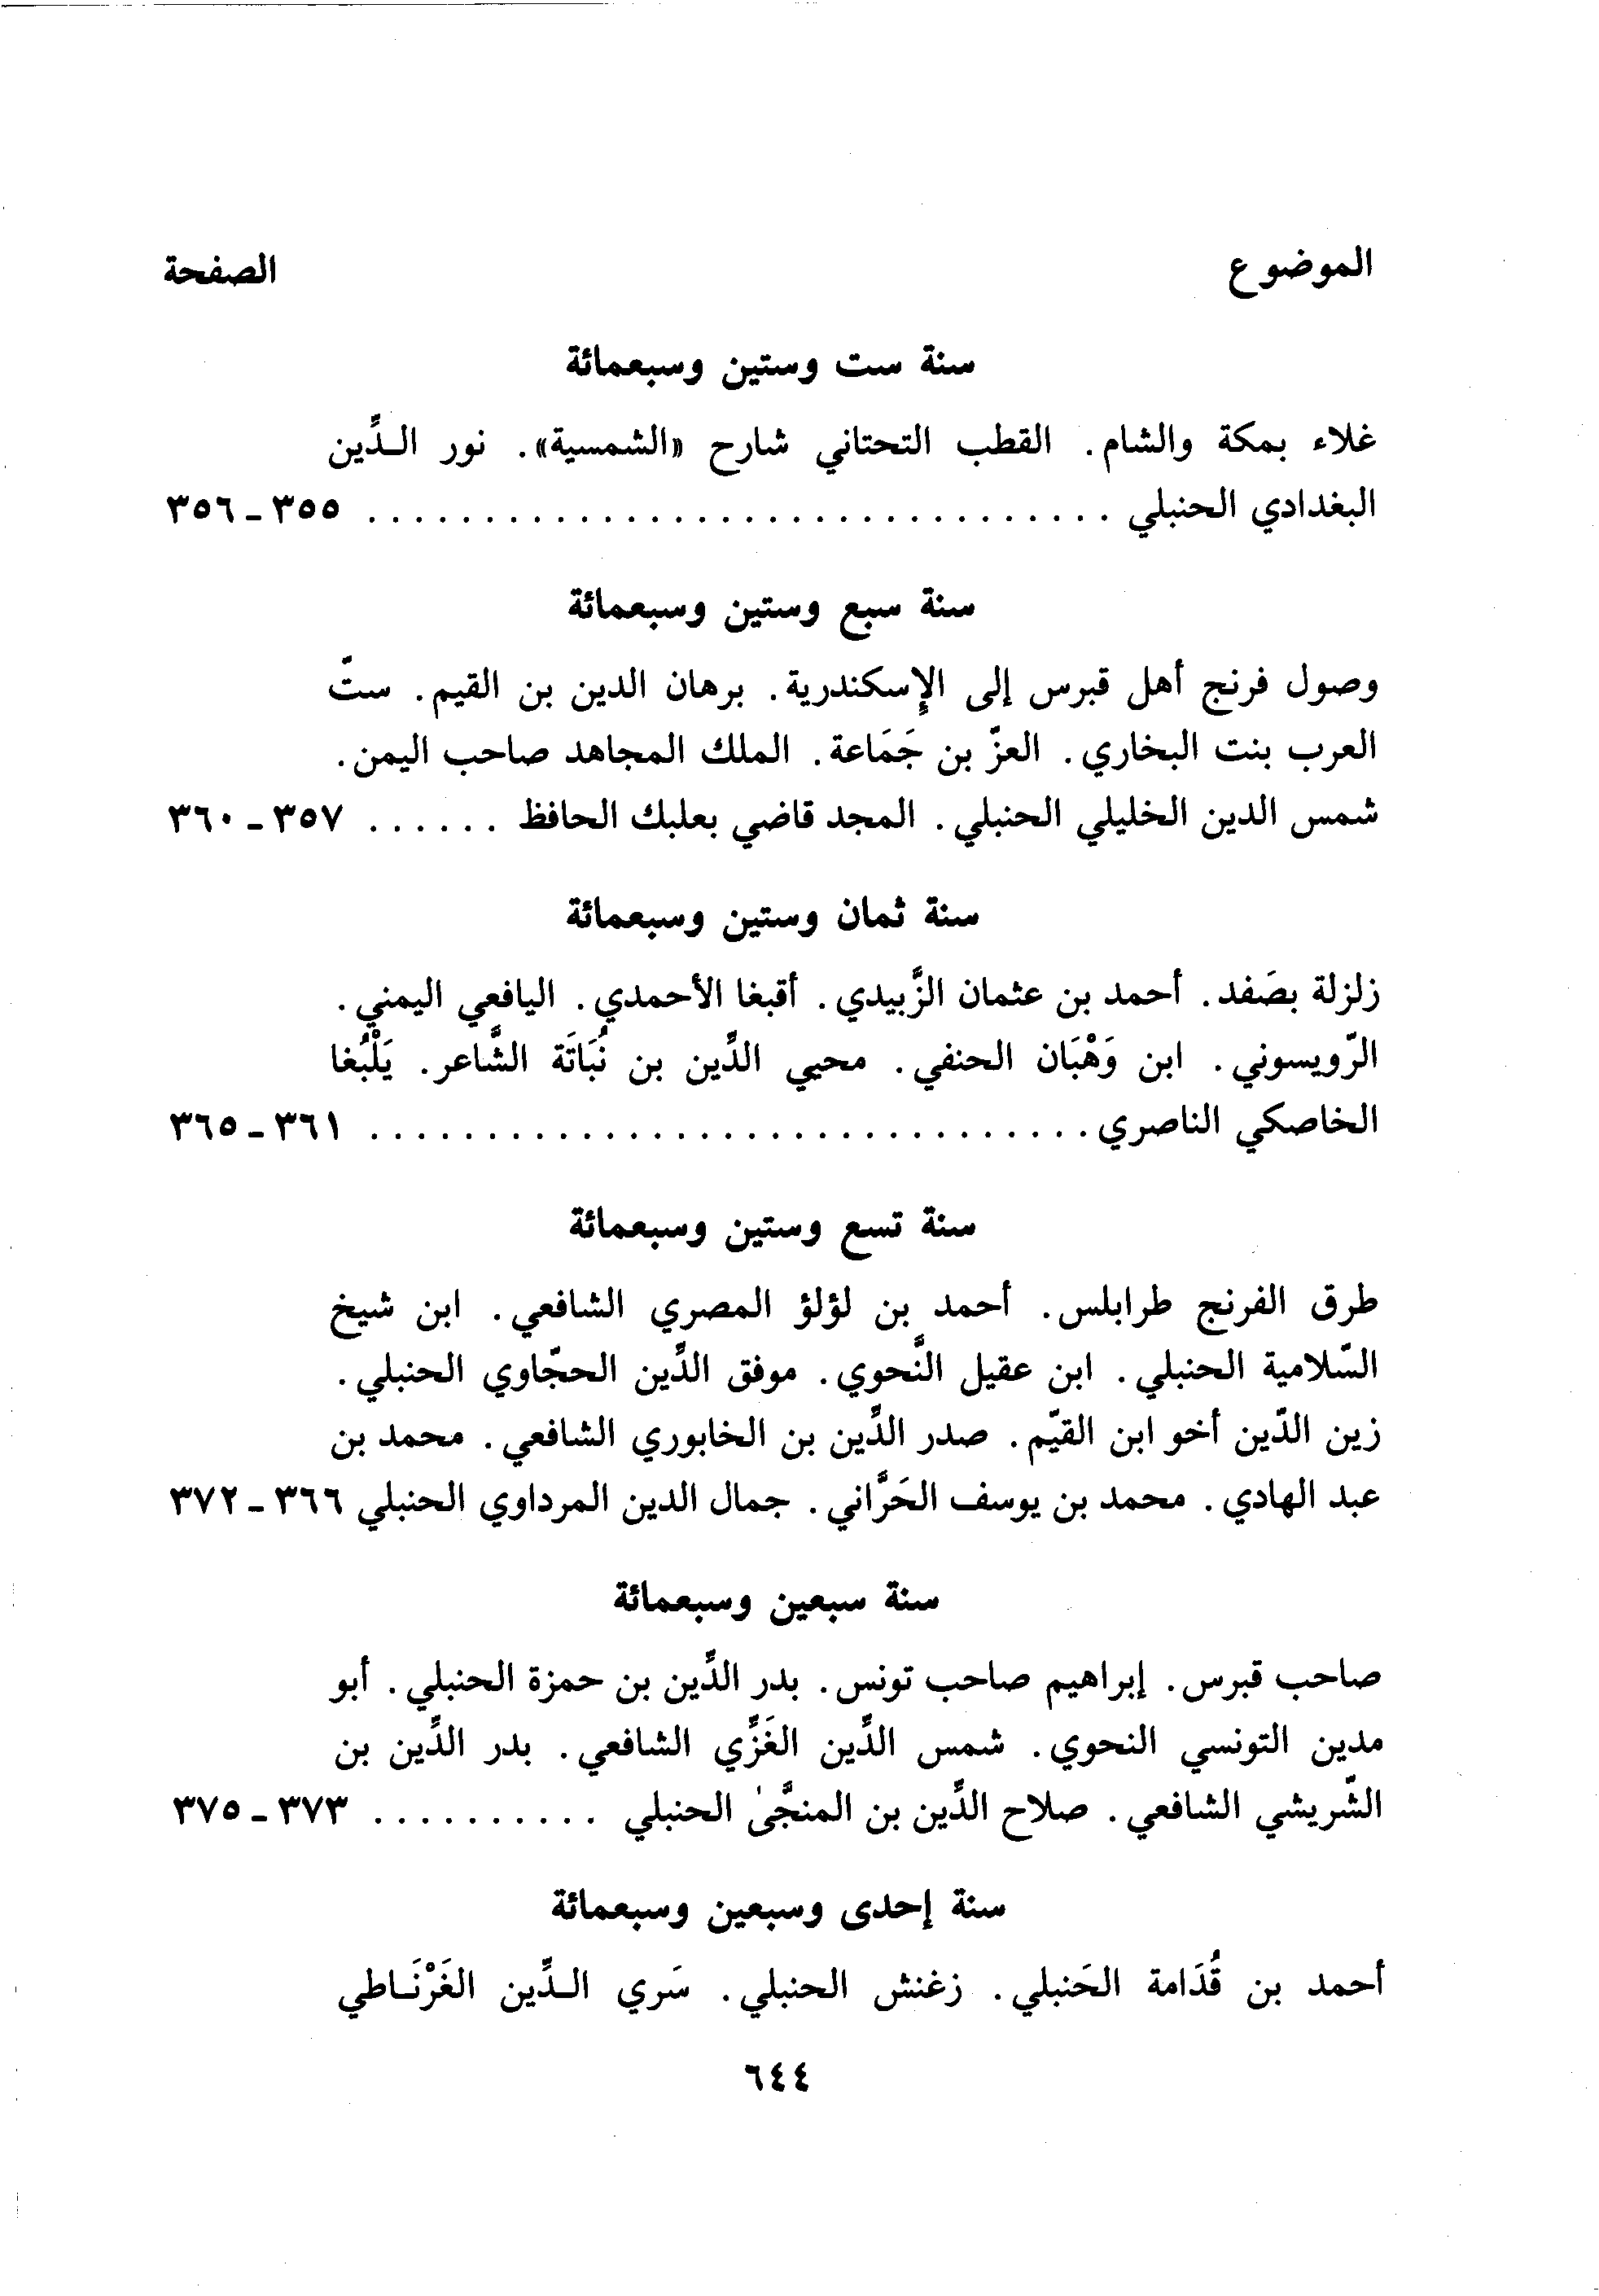 الموضوع الصفحة
سنة ست وستين وسبعمائة
غلاء بمكة والشام. القطب التحتاني شارح «الشمسية». نور الـدِّين
البغدادي الحنبلي ................................ ٣٥٥ - ٣٥٦
سنة سبع وستين وسبعمائة
وصول فرنج أهل قبرس إلى الإِسكندرية. برهان الدين بن القيم. ستّ
العرب بنت البخاري. العزّ بن جَمَاعة. الملك المجاهد صاحب اليمن.
شمس الدين الخليلي الحنبلي. المجد قاضي بعلبك الحافظ ...... ٣٥٧ - ٣٦٠
سنة ثمان وستين وسبعمائة
زلزلة بصَفد. أحمد بن عثمان الزَّبيدي. أقبغا الأحمدي. اليافعي اليمني.
الرّويسوني. ابن وَهْبَان الحنفي. محيي الدِّين بن نُبَاتَة الشَّاعر. يَلْبُغا
الخاصكي الناصري ............................... ٣٦١ - ٣٦٥
سنة تسع وستين وسبعمائة
طرق الفرنج طرابلس. أحمد بن لؤلؤ المصري الشافعي. ابن شيخ
السّلامية الحنبلي. ابن عقيل النَّحوي. موفق الدِّين الحجّاوي الحنبلي.
زين الدّين أخو ابن القيّم. صدر الدِّين بن الخابوري الشافعي. محمد بن
عبد الهادي. محمد بن يوسف الحَرَّاني. جمال الدين المرداوي الحنبلي ٣٦٦ - ٣٧٢
سنة سبعين وسبعمائة
صاحب قبرس. إبراهيم صاحب تونس. بدر الدِّين بن حمزة الحنبلي. أبو
مدين التونسي النحوي. شمس الدِّين الغَزِّي الشافعي. بدر الدِّين بن
الشّريشي الشافعي. صلاح الدِّين بن المنجَّىٰ الحنبلي .......... ٣٧٣ - ٣٧٥
سنة إحدى وسبعين وسبعمائة
أحمد بن قُدَامة الحَنبلي. زغنش الحنبلي. سَري الـدِّين الغَرْنَـاطي
٦٤٤